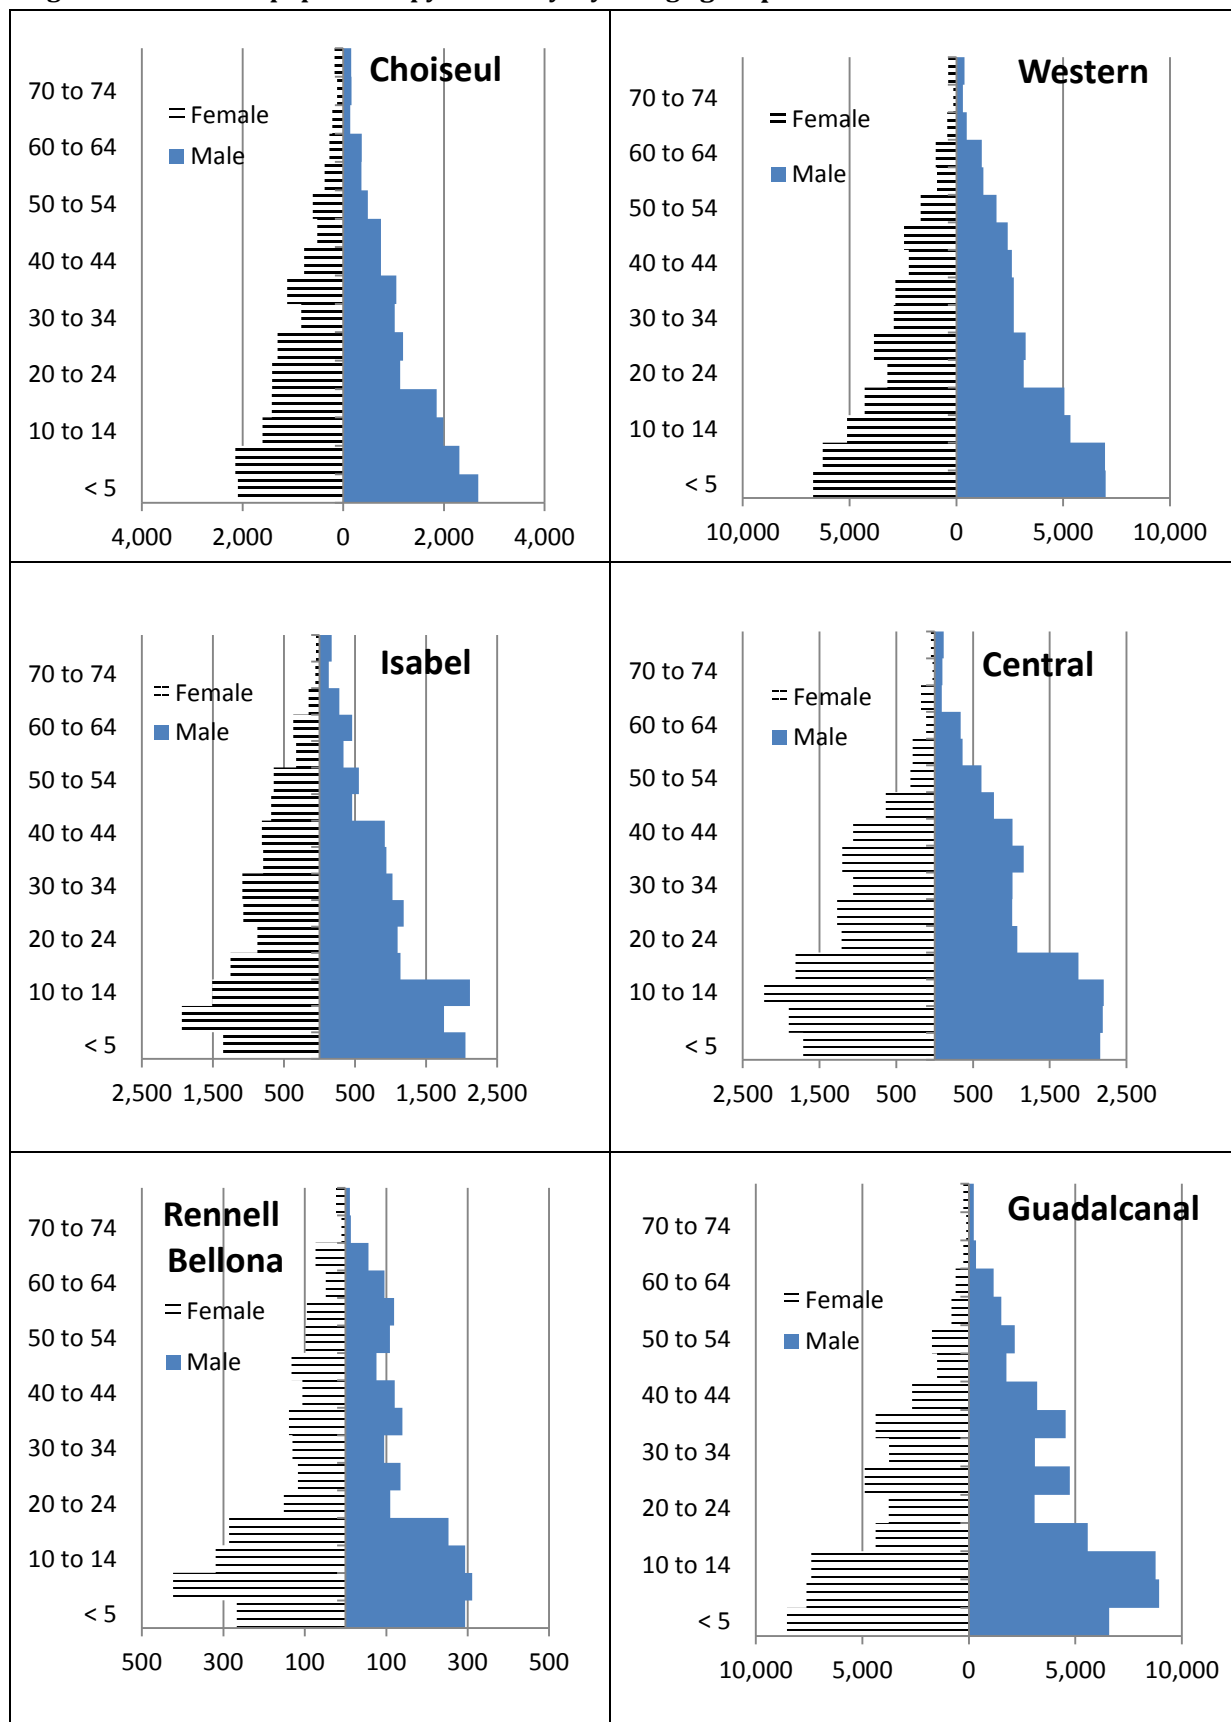 Choiseul
70 to 74
60 to 64
50 to 54
40 to 44
30 to 34
20 to 24
10 to 14
< 5
Female
Male
4,000 2,000 0 2,000 4,000
Western
70 to 74
60 to 64
50 to 54
40 to 44
30 to 34
20 to 24
10 to 14
< 5
Female
Male
10,000 5,000 0 5,000 10,000
Isabel
70 to 74
60 to 64
50 to 54
40 to 44
30 to 34
20 to 24
10 to 14
< 5
Female
Male
2,500 1,500 500 500 1,500 2,500
Central
70 to 74
60 to 64
50 to 54
40 to 44
30 to 34
20 to 24
10 to 14
< 5
Female
Male
2,500 1,500 500 500 1,500 2,500
Rennell
Bellona
70 to 74
60 to 64
50 to 54
40 to 44
30 to 34
20 to 24
10 to 14
< 5
Female
Male
500 300 100 100 300 500
Guadalcanal
70 to 74
60 to 64
50 to 54
40 to 44
30 to 34
20 to 24
10 to 14
< 5
Female
Male
10,000 5,000 0 5,000 10,000